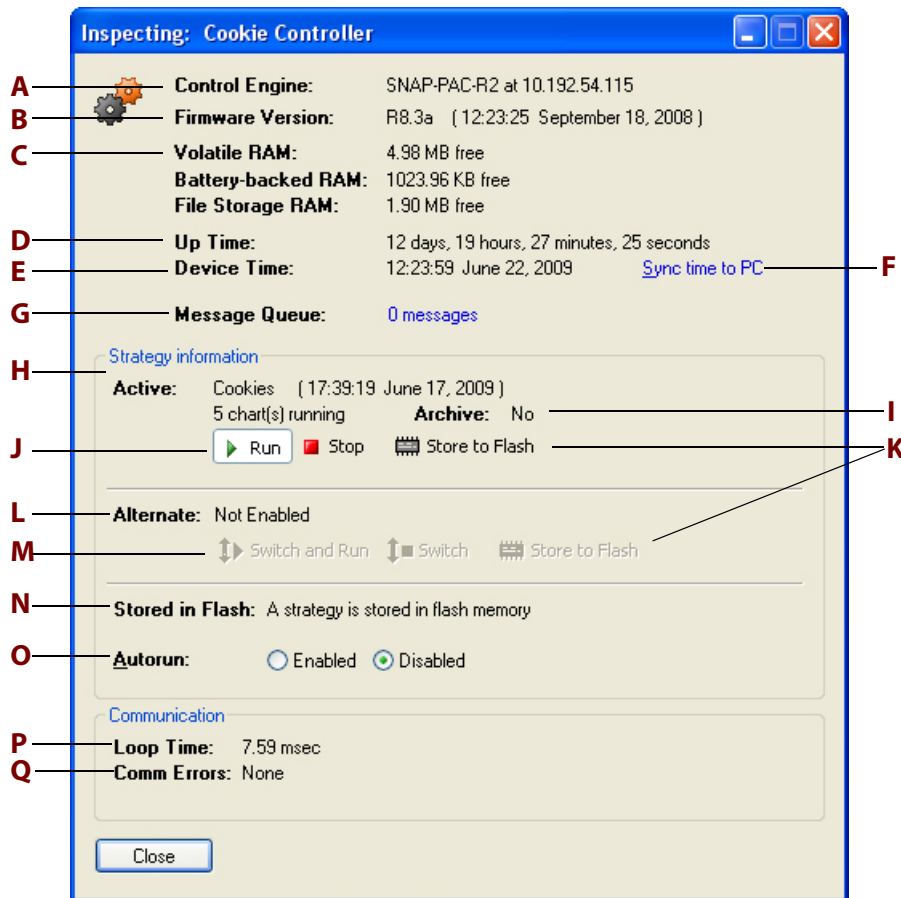 Inspecting: Cookie Controller
A Control Engine: SNAP-PAC-R2 at 10.192.54.115
B Firmware Version: R8.3a ( 12:23:25 September 18, 2008 )
C Volatile RAM: 4.98 MB free
Battery-backed RAM: 1023.96 KB free
File Storage RAM: 1.90 MB free
D Up Time: 12 days, 19 hours, 27 minutes, 25 seconds
E Device Time: 12:23:59 June 22, 2009 Sync time to PC F
G Message Queue: 0 messages
Strategy information
H
Active: Cookies ( 17:39:19 June 17, 2009 )
5 chart(s) running Archive: No I
J Run Stop Store to Flash K
L Alternate: Not Enabled
M Switch and Run Switch Store to Flash
N Stored in Flash: A strategy is stored in flash memory
O Autorun: Enabled Disabled
Communication
P Loop Time: 7.59 msec
Q Comm Errors: None
Close